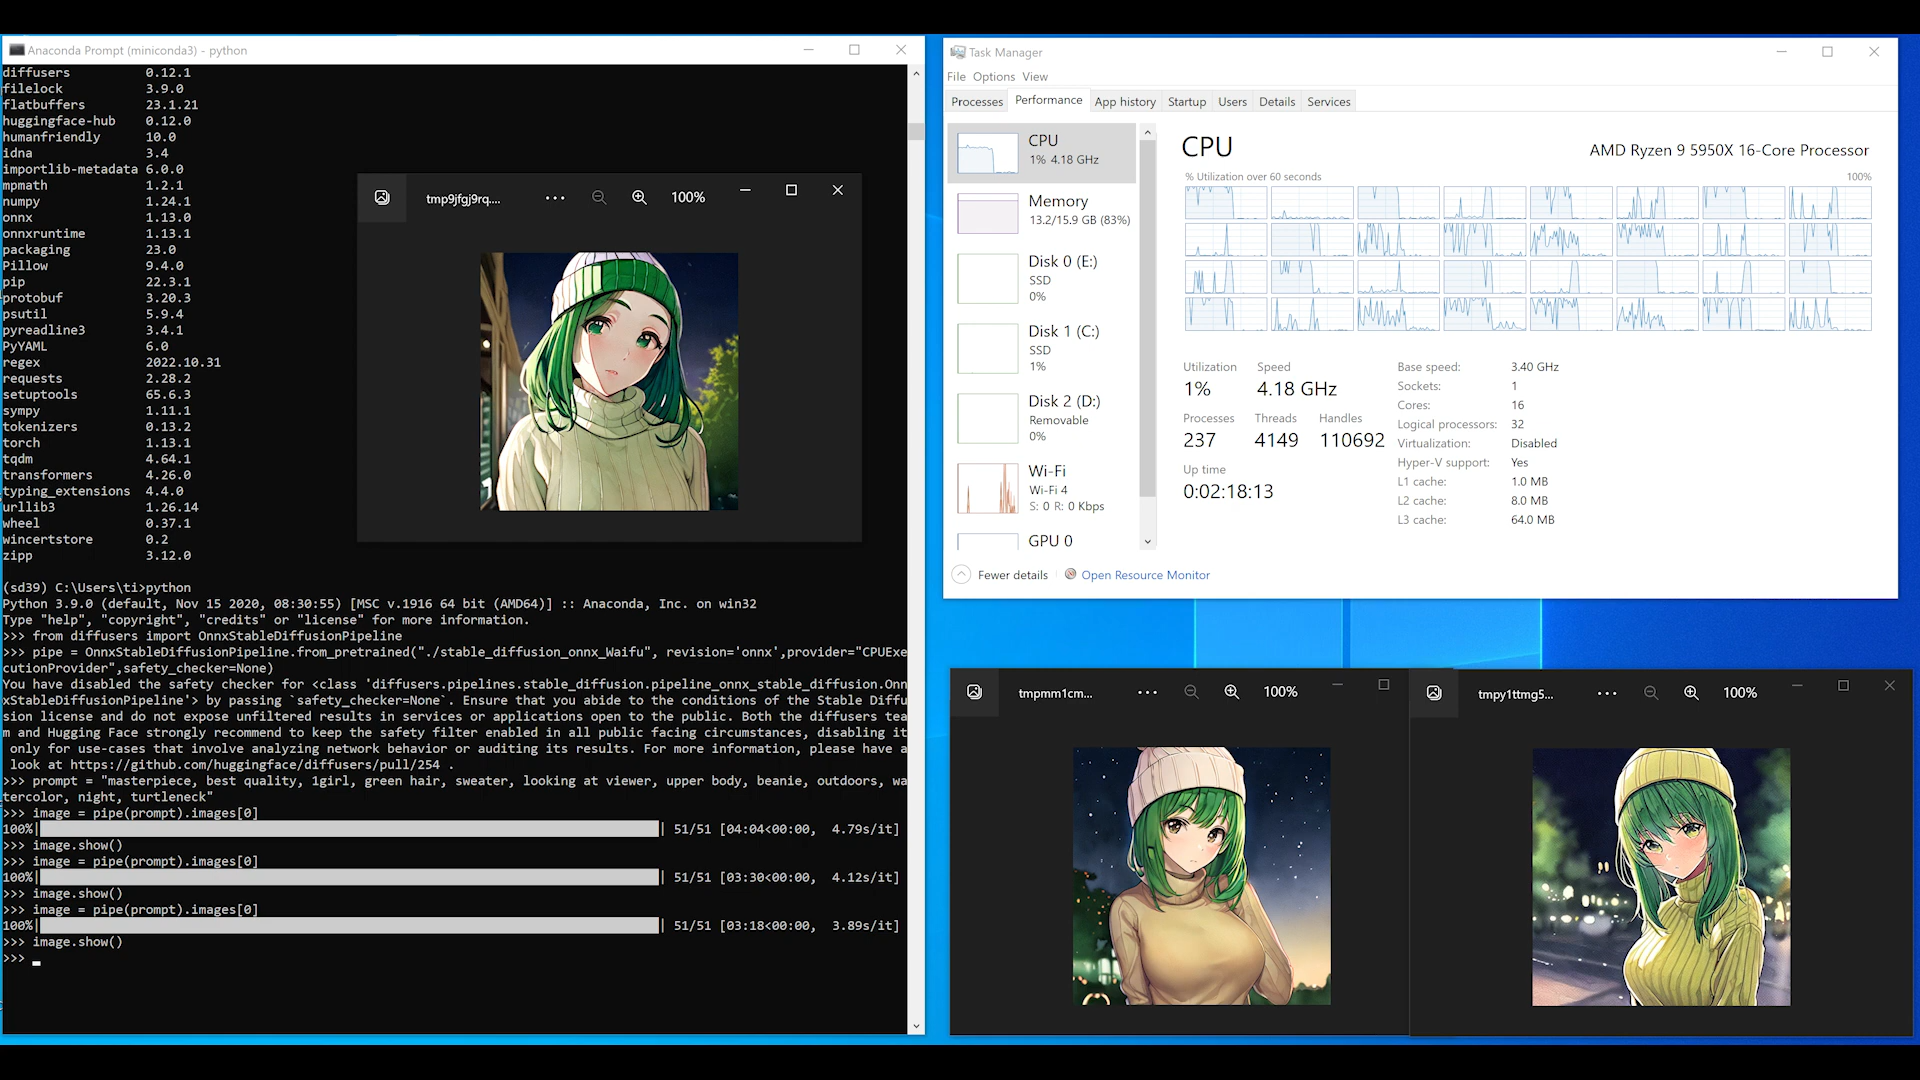 Anaconda Prompt (miniconda3) - python
diffusers 0.12.1
filelock 3.9.0
flatbuffers 23.1.21
huggingface-hub 0.12.0
humanfriendly 10.0
idna 3.4
importlib-metadata 6.0.0
mpmath 1.2.1
numpy 1.24.1
onnx 1.13.0
onnxruntime 1.13.1
packaging 23.0
Pillow 9.4.0
pip 22.3.1
protobuf 3.20.3
psutil 5.9.4
pyreadline3 3.4.1
PyYAML 6.0
regex 2022.10.31
requests 2.28.2
setuptools 65.6.3
sympy 1.11.1
tokenizers 0.13.2
torch 1.13.1
tqdm 4.64.1
transformers 4.26.0
typing_extensions 4.4.0
urllib3 1.26.14
wheel 0.37.1
wincertstore 0.2
zipp 3.12.0
(sd39) C:\Users\ti>python
Python 3.9.0 (default, Nov 15 2020, 08:30:55) [MSC v.1916 64 bit (AMD64)] :: Anaconda, Inc. on win32
Type "help", "copyright", "credits" or "license" for more information.
>>> from diffusers import OnnxStableDiffusionPipeline
>>> pipe = OnnxStableDiffusionPipeline.from_pretrained("./stable_diffusion_onnx_Waifu", revision='onnx',provider="CPUExe
cutionProvider",safety_checker=None)
You have disabled the safety checker for <class 'diffusers.pipelines.stable_diffusion.pipeline_onnx_stable_diffusion.Onn
xStableDiffusionPipeline'> by passing `safety_checker=None`. Ensure that you abide to the conditions of the Stable Diffu
sion license and do not expose unfiltered results in services or applications open to the public. Both the diffusers tea
m and Hugging Face strongly recommend to keep the safety filter enabled in all public facing circumstances, disabling it
only for use-cases that involve analyzing network behavior or auditing its results. For more information, please have a
look at https://github.com/huggingface/diffusers/pull/254 .
>>> prompt = "masterpiece, best quality, 1girl, green hair, sweater, looking at viewer, upper body, beanie, outdoors, wa
tercolor, night, turtleneck"
>>> image = pipe(prompt).images[0]
100%| | 51/51 [04:04<00:00, 4.79s/it]
>>> image.show()
>>> image = pipe(prompt).images[0]
100%| | 51/51 [03:30<00:00, 4.12s/it]
>>> image.show()
>>> image = pipe(prompt).images[0]
100%| | 51/51 [03:18<00:00, 3.89s/it]
>>> image.show()
>>>
tmp9jfgj9rq.... 100%
Task Manager
File Options View
Processes Performance App history Startup Users Details Services
CPU
1% 4.18 GHz
Memory
13.2/15.9 GB (83%)
Disk 0 (E:)
SSD
0%
Disk 1 (C:)
SSD
1%
Disk 2 (D:)
Removable
0%
Wi-Fi
Wi-Fi 4
S: 0 R: 0 Kbps
GPU 0
CPU AMD Ryzen 9 5950X 16-Core Processor
% Utilization over 60 seconds 100%
Utilization Speed
1% 4.18 GHz
Processes Threads Handles
237 4149 110692
Up time
0:02:18:13
Base speed: 3.40 GHz
Sockets: 1
Cores: 16
Logical processors: 32
Virtualization: Disabled
Hyper-V support: Yes
L1 cache: 1.0 MB
L2 cache: 8.0 MB
L3 cache: 64.0 MB
Fewer details Open Resource Monitor
tmpmm1cm... 100%
tmpy1ttmg5... 100%